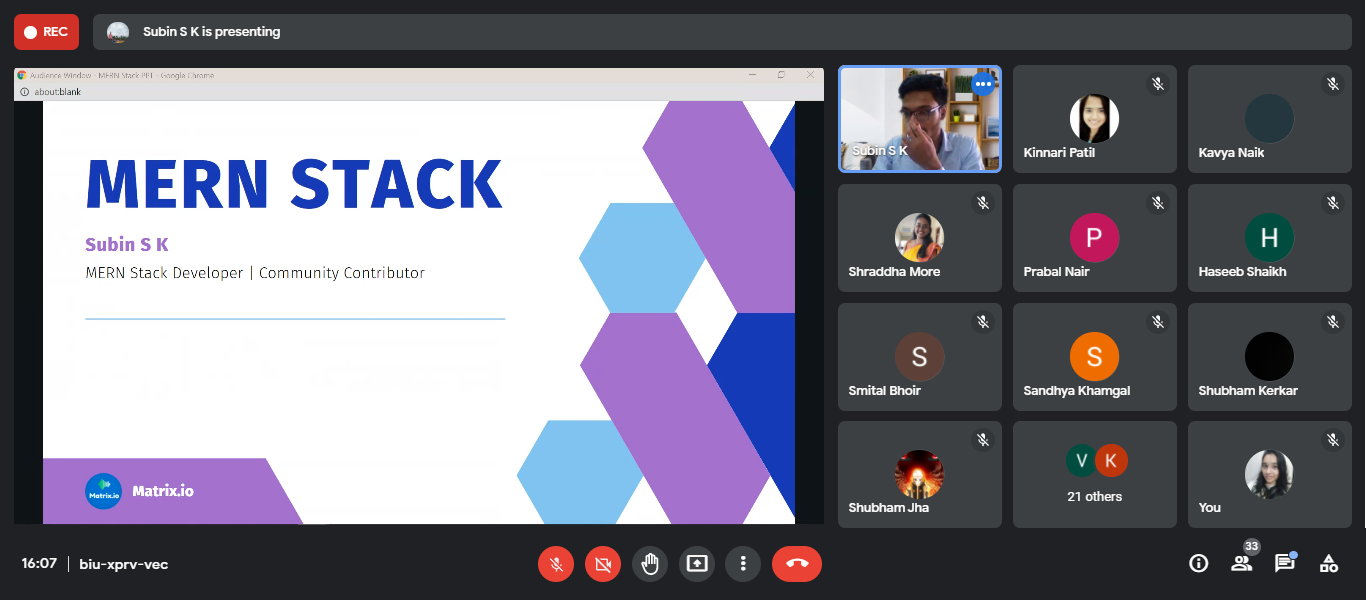 REC
Subin S K is presenting
Audience Window - MERN Stack PPT - Google Chrome
about:blank
MERN STACK
Subin S K
MERN Stack Developer | Community Contributor
Matrix.io
Matrix.io
Subin S K
Kinnari Patil
Kavya Naik
Shraddha More
P
Prabal Nair
H
Haseeb Shaikh
S
Smital Bhoir
S
Sandhya Khamgal
Shubham Kerkar
Shubham Jha
V K
21 others
You
16:07 | biu-xprv-vec
33